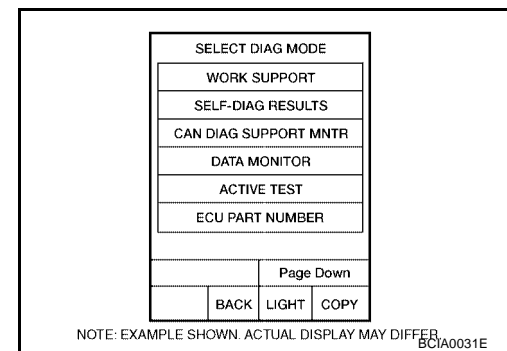 SELECT DIAG MODE
WORK SUPPORT
SELF-DIAG RESULTS
CAN DIAG SUPPORT MNTR
DATA MONITOR
ACTIVE TEST
ECU PART NUMBER
Page Down
BACK LIGHT COPY
NOTE: EXAMPLE SHOWN. ACTUAL DISPLAY MAY DIFFER.
BCIA0031E